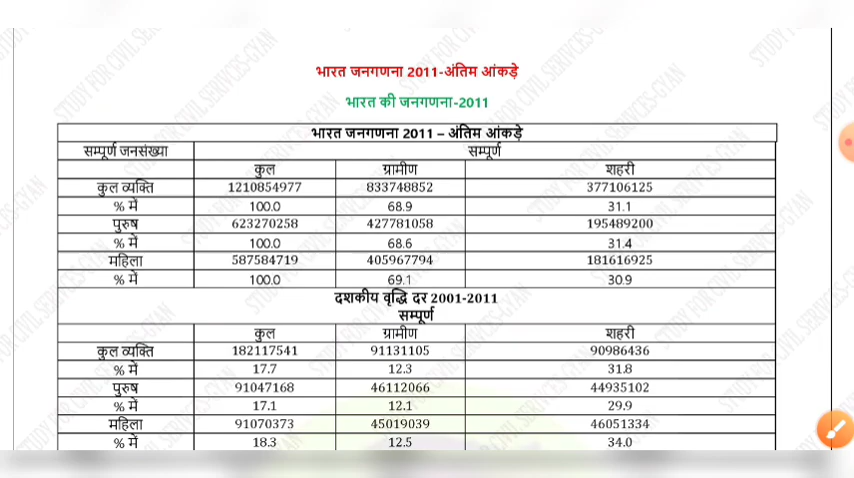 भारत जनगणना 2011-अंतिम आंकड़े
भारत की जनगणना-2011
भारत जनगणना 2011 – अंतिम आंकड़े
सम्पूर्ण जनसंख्या सम्पूर्ण
कुल ग्रामीण शहरी
कुल व्यक्ति 1210854977 833748852 377106125
% में 100.0 68.9 31.1
पुरुष 623270258 427781058 195489200
% में 100.0 68.6 31.4
महिला 587584719 405967794 181616925
% में 100.0 69.1 30.9
दशकीय वृद्धि दर 2001-2011
सम्पूर्ण
कुल ग्रामीण शहरी
कुल व्यक्ति 182117541 91131105 90986436
% में 17.7 12.3 31.8
पुरुष 91047168 46112066 44935102
% में 17.1 12.1 29.9
महिला 91070373 45019039 46051334
% में 18.3 12.5 34.0